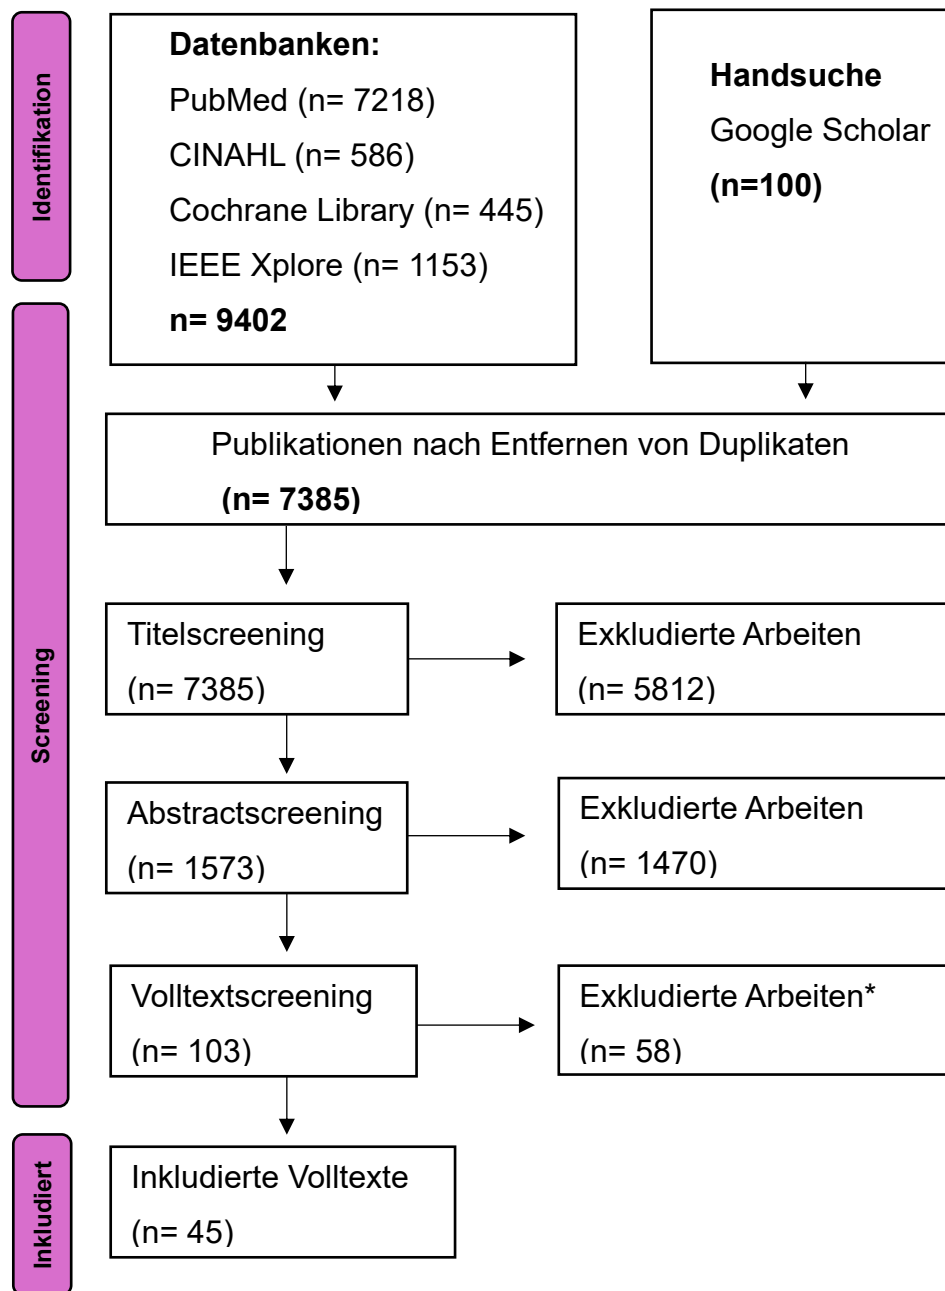 Identifikation
Datenbanken:
PubMed (n= 7218)
CINAHL (n= 586)
Cochrane Library (n= 445)
IEEE Xplore (n= 1153)
n= 9402
Handsuche
Google Scholar
(n=100)
Screening
Publikationen nach Entfernen von Duplikaten
(n= 7385)
Titelscreening
(n= 7385)
Exkludierte Arbeiten
(n= 5812)
Abstractscreening
(n= 1573)
Exkludierte Arbeiten
(n= 1470)
Volltextscreening
(n= 103)
Exkludierte Arbeiten*
(n= 58)
Inkludiert
Inkludierte Volltexte
(n= 45)